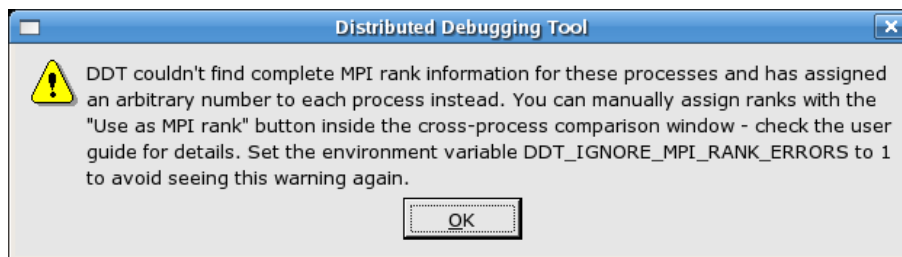 Distributed Debugging Tool
DDT couldn't find complete MPI rank information for these processes and has assigned
an arbitrary number to each process instead. You can manually assign ranks with the
"Use as MPI rank" button inside the cross-process comparison window - check the user
guide for details. Set the environment variable DDT_IGNORE_MPI_RANK_ERRORS to 1
to avoid seeing this warning again.
OK